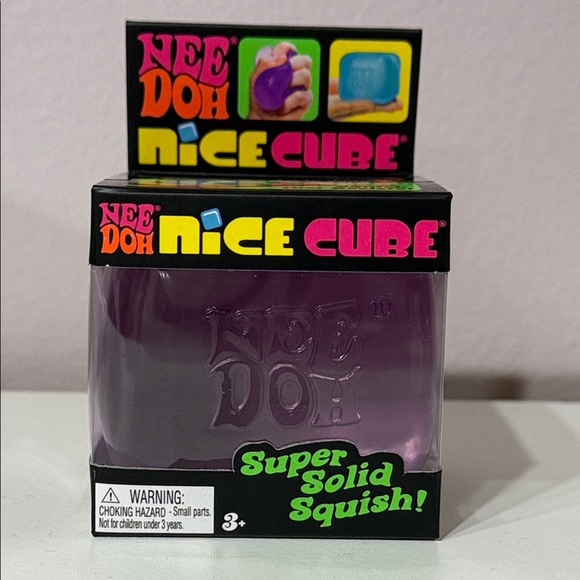 NEE®
DOH
NiCE CUBE®
NEE®
DOH
NiCE CUBE®
NEE®
DOH
Super
Solid
Squish!
⚠ WARNING:
CHOKING HAZARD - Small parts.
Not for children under 3 years.
3+